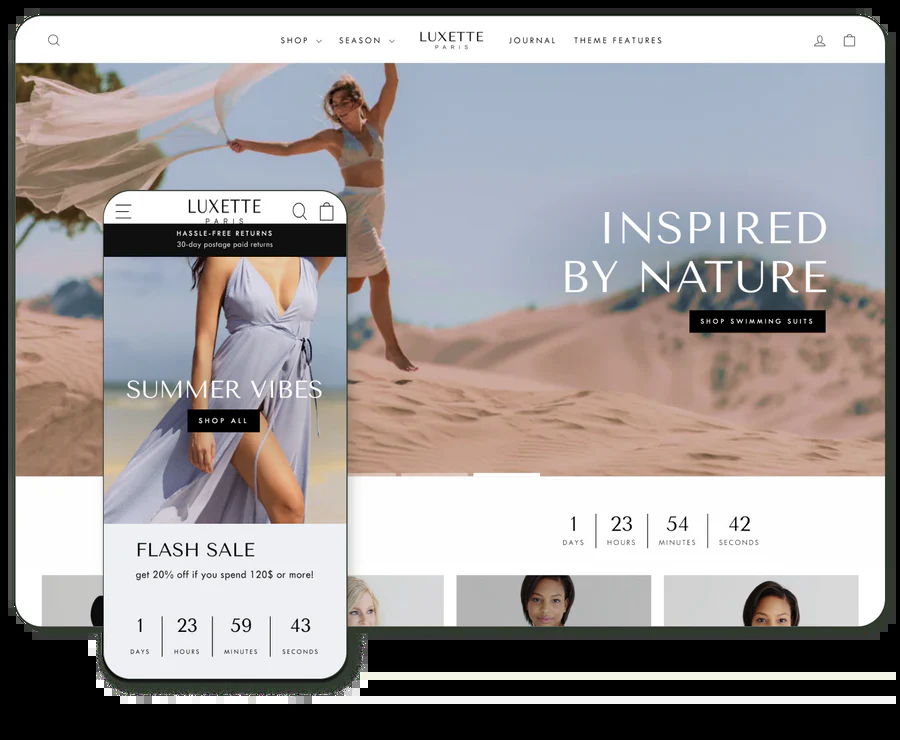 SHOP
SEASON
LUXETTE
PARIS
JOURNAL
THEME FEATURES
INSPIRED
BY NATURE
SHOP SWIMMING SUITS
1
23
54
42
DAYS
HOURS
MINUTES
SECONDS
LUXETTE
PARIS
HASSLE-FREE RETURNS
30-day postage paid returns
SUMMER VIBES
SHOP ALL
FLASH SALE
get 20% off if you spend 120$ or more!
1
23
59
43
DAYS
HOURS
MINUTES
SECONDS